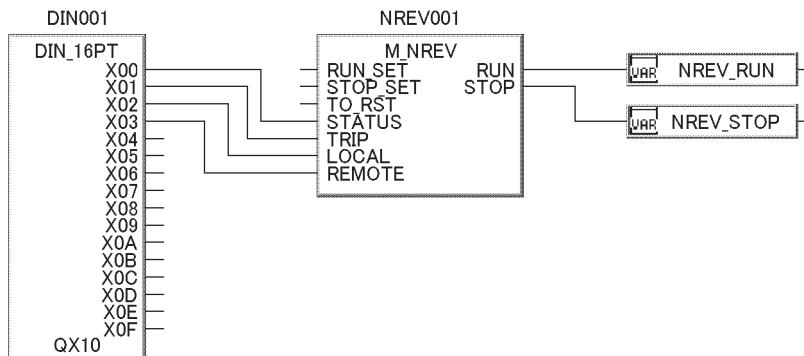 DIN001
DIN_16PT
X00
X01
X02
X03
X04
X05
X06
X07
X08
X09
X0A
X0B
X0C
X0D
X0E
X0F
QX10
NREV001
M_NREV
RUN_SET RUN
STOP_SET STOP
TO_RST
STATUS
TRIP
LOCAL
REMOTE
VAR NREV_RUN
VAR NREV_STOP